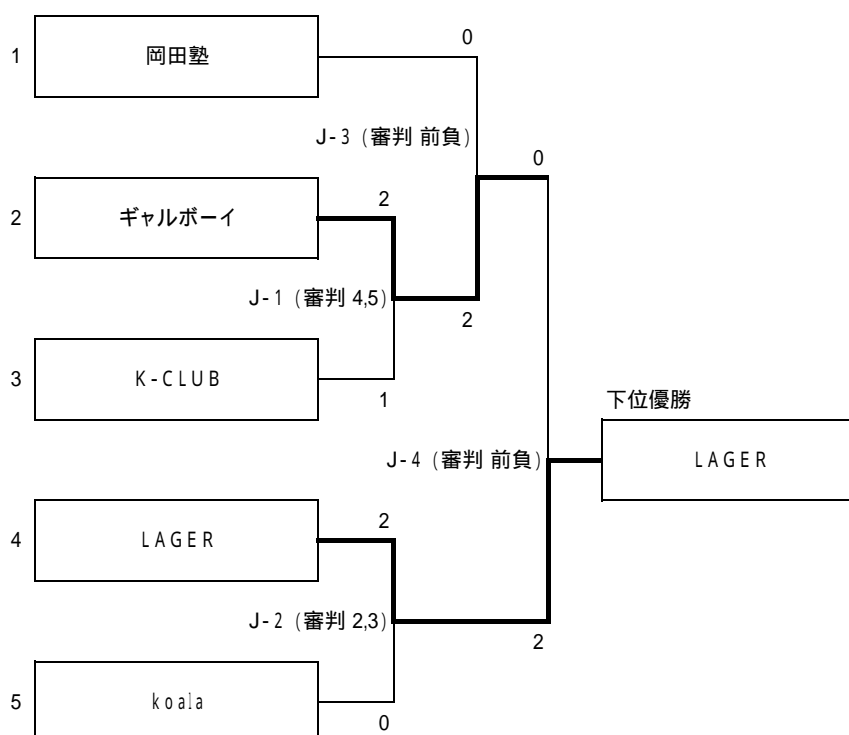 0
1 岡田塾
J-3 (審判 前負)
0
2
2 ギャルボーイ
J-1 (審判 4,5)
2
3 K-CLUB
1
下位優勝
J-4 (審判 前負)
LAGER
2
4 LAGER
J-2 (審判 2,3)
2
5 koala
0